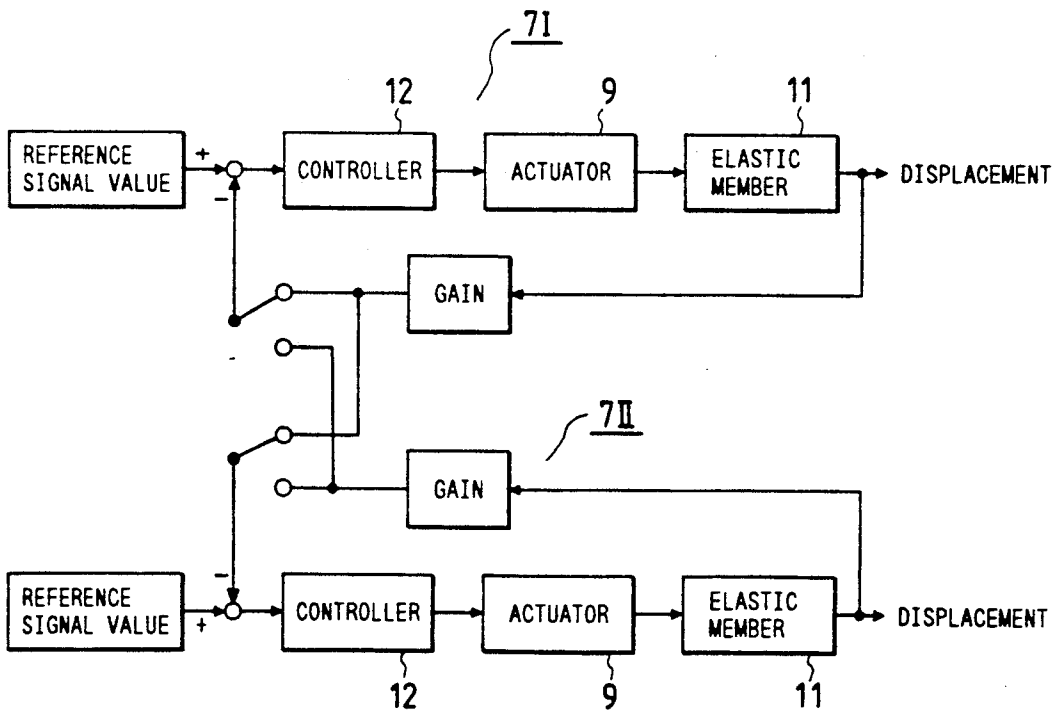 7I
12
9
11
REFERENCE
SIGNAL VALUE
+
−
CONTROLLER
ACTUATOR
ELASTIC
MEMBER
DISPLACEMENT
GAIN
7II
GAIN
REFERENCE
SIGNAL VALUE
−
+
CONTROLLER
ACTUATOR
ELASTIC
MEMBER
DISPLACEMENT
12
9
11